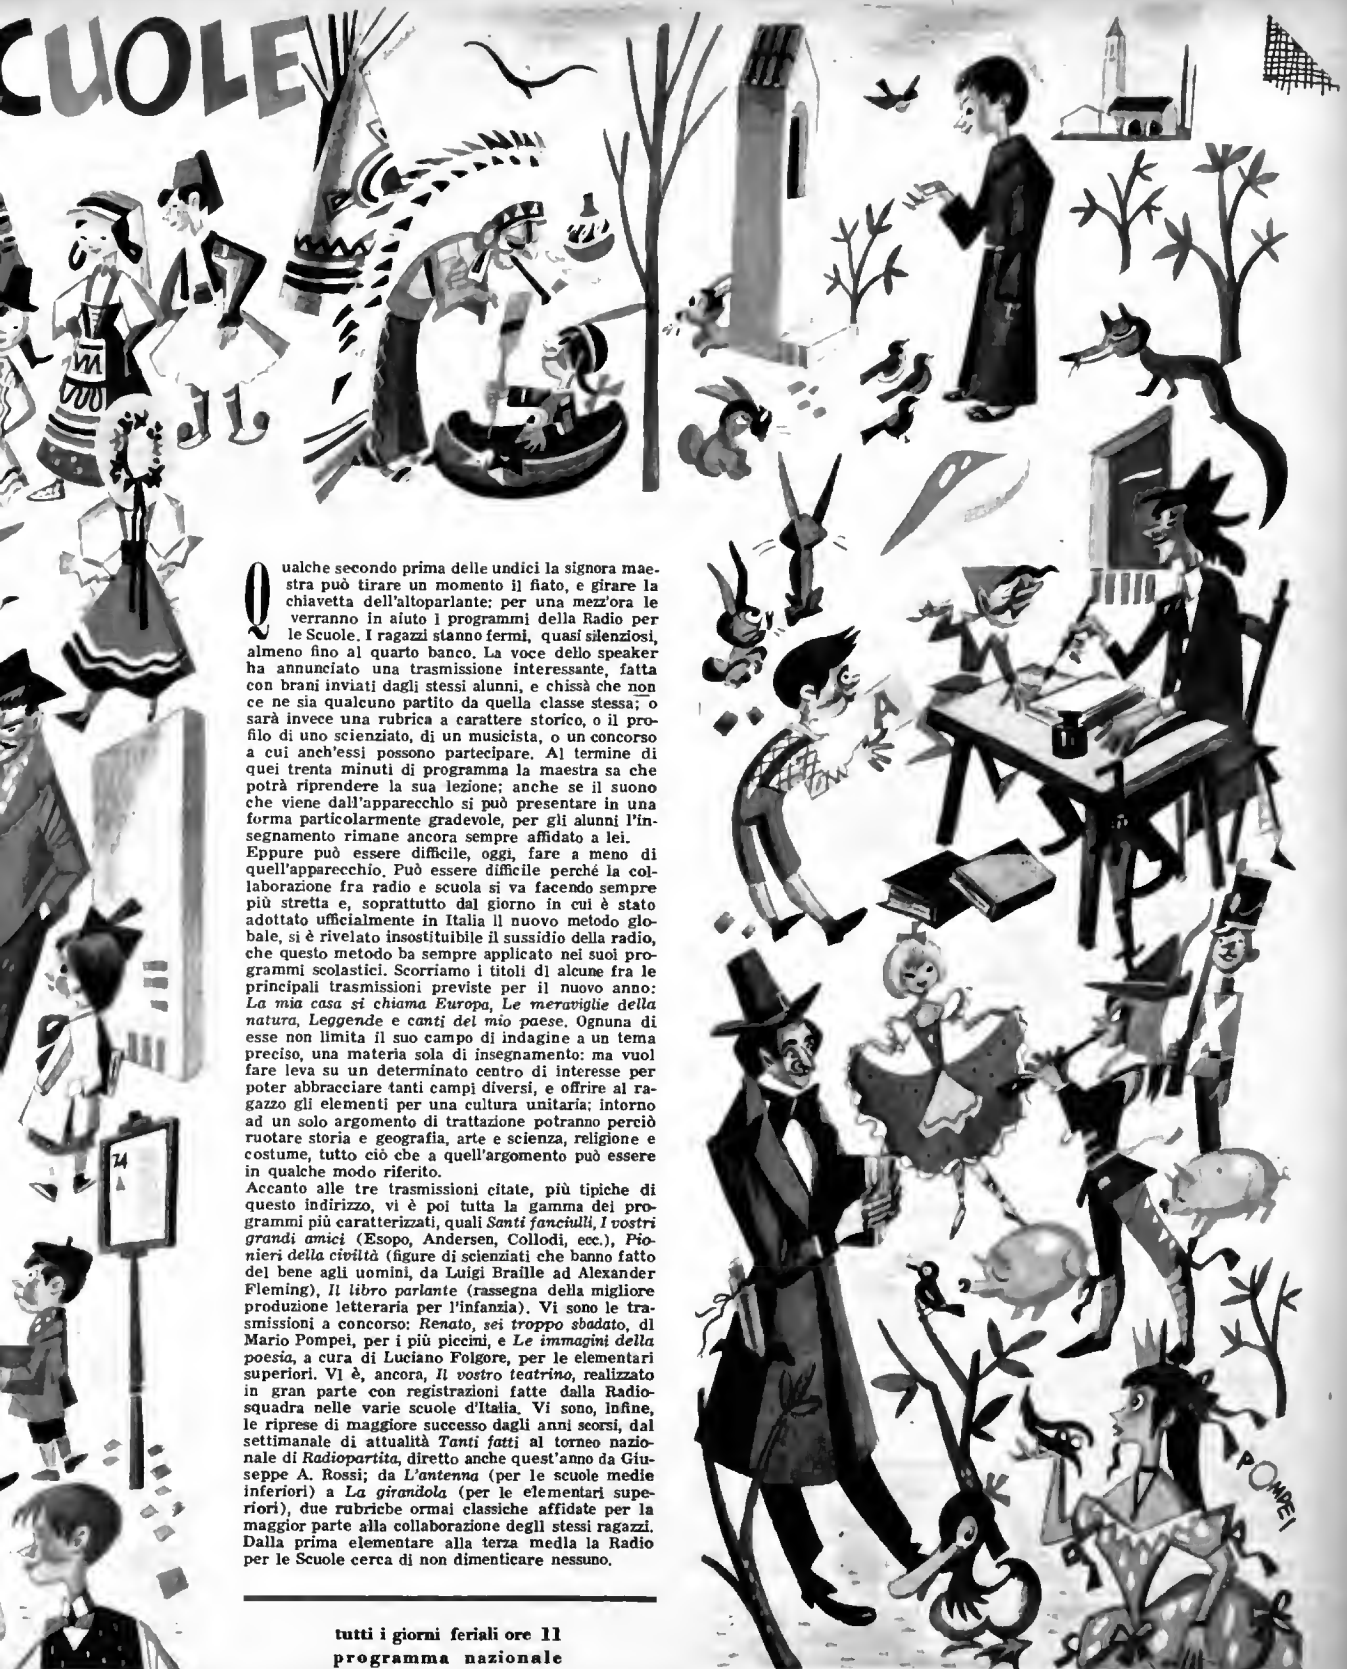 CUOLE
Qualche secondo prima delle undici la signora mae-
stra può tirare un momento il fiato, e girare la
chiavetta dell'altoparlante: per una mezz'ora le
verranno in aiuto i programmi della Radio per
le Scuole. I ragazzi stanno fermi, quasi silenziosi,
almeno fino al quarto banco. La voce dello speaker
ha annunciato una trasmissione interessante, fatta
con brani inviati dagli stessi alunni, e chissà che non
ce ne sia qualcuno partito da quella classe stessa; o
sarà invece una rubrica a carattere storico, o il pro-
filo di uno scienziato, di un musicista, o un concorso
a cui anch'essi possono partecipare. Al termine di
quei trenta minuti di programma la maestra sa che
potrà riprendere la sua lezione; anche se il suono
che viene dall'apparecchio si può presentare in una
forma particolarmente gradevole, per gli alunni l'in-
segnamento rimane ancora sempre affidato a lei.
Eppure può essere difficile, oggi, fare a meno di
quell'apparecchio. Può essere difficile perché la col-
laborazione fra radio e scuola si va facendo sempre
più stretta e, soprattutto dal giorno in cui è stato
adottato ufficialmente in Italia il nuovo metodo glo-
bale, si è rivelato insostituibile il sussidio della radio,
che questo metodo ha sempre applicato nei suoi pro-
grammi scolastici. Scorriamo i titoli di alcune fra le
principali trasmissioni previste per il nuovo anno:
La mia casa si chiama Europa, Le meraviglie della
natura, Leggende e canti del mio paese. Ognuna di
esse non limita il suo campo di indagine a un tema
preciso, una materia sola di insegnamento: ma vuol
fare leva su un determinato centro di interesse per
poter abbracciare tanti campi diversi, e offrire al ra-
gazzo gli elementi per una cultura unitaria; intorno
ad un solo argomento di trattazione potranno perciò
ruotare storia e geografia, arte e scienza, religione e
costume, tutto ciò che a quell'argomento può essere
in qualche modo riferito.
Accanto alle tre trasmissioni citate, più tipiche di
questo indirizzo, vi è poi tutta la gamma dei pro-
grammi più caratterizzati, quali Santi fanciulli, I vostri
grandi amici (Esopo, Andersen, Collodi, ecc.), Pio-
nieri della civiltà (figure di scienziati che hanno fatto
del bene agli uomini, da Luigi Braille ad Alexander
Fleming), Il libro parlante (rassegna della migliore
produzione letteraria per l'infanzia). Vi sono le tra-
smissioni a concorso: Renato, sei troppo sbadato, di
Mario Pompei, per i più piccini, e Le immagini della
poesia, a cura di Luciano Folgore, per le elementari
superiori. Vi è, ancora, Il vostro teatrino, realizzato
in gran parte con registrazioni fatte dalla Radio-
squadra nelle varie scuole d'Italia. Vi sono, infine,
le riprese di maggiore successo dagli anni scorsi, dal
settimanale di attualità Tanti fatti al torneo nazio-
nale di Radiopartita, diretto anche quest'anno da Giu-
seppe A. Rossi; da L'antenna (per le scuole medie
inferiori) a La girandola (per le elementari supe-
riori), due rubriche ormai classiche affidate per la
maggior parte alla collaborazione degli stessi ragazzi.
Dalla prima elementare alla terza media la Radio
per le Scuole cerca di non dimenticare nessuno.
tutti i giorni feriali ore 11
programma nazionale
A
74
POMPEI